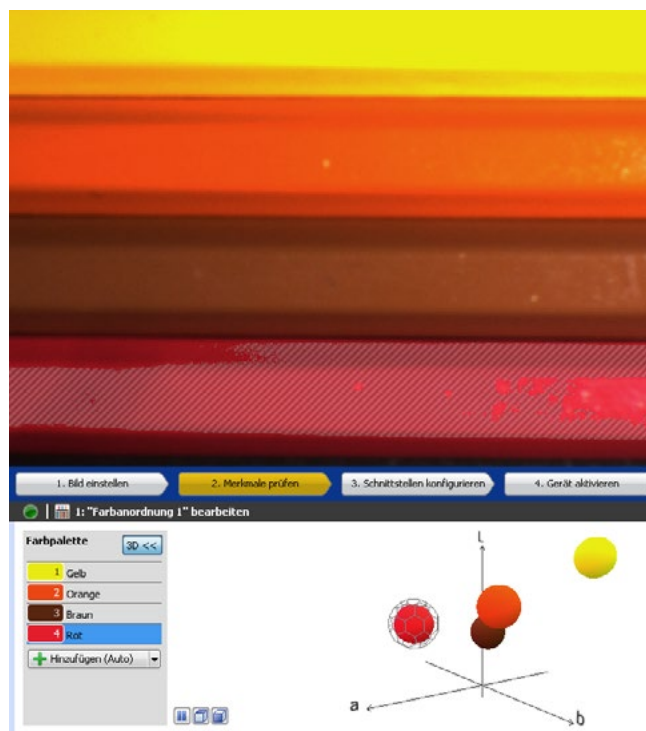 1. Bild einstellen
2. Merkmale prüfen
3. Schnittstellen konfigurieren
4. Gerät aktivieren
1: "Farbanordnung 1" bearbeiten
Farbpalette
3D <<
1 Gelb
2 Orange
3 Braun
4 Rot
Hinzufügen (Auto)
L
a
b